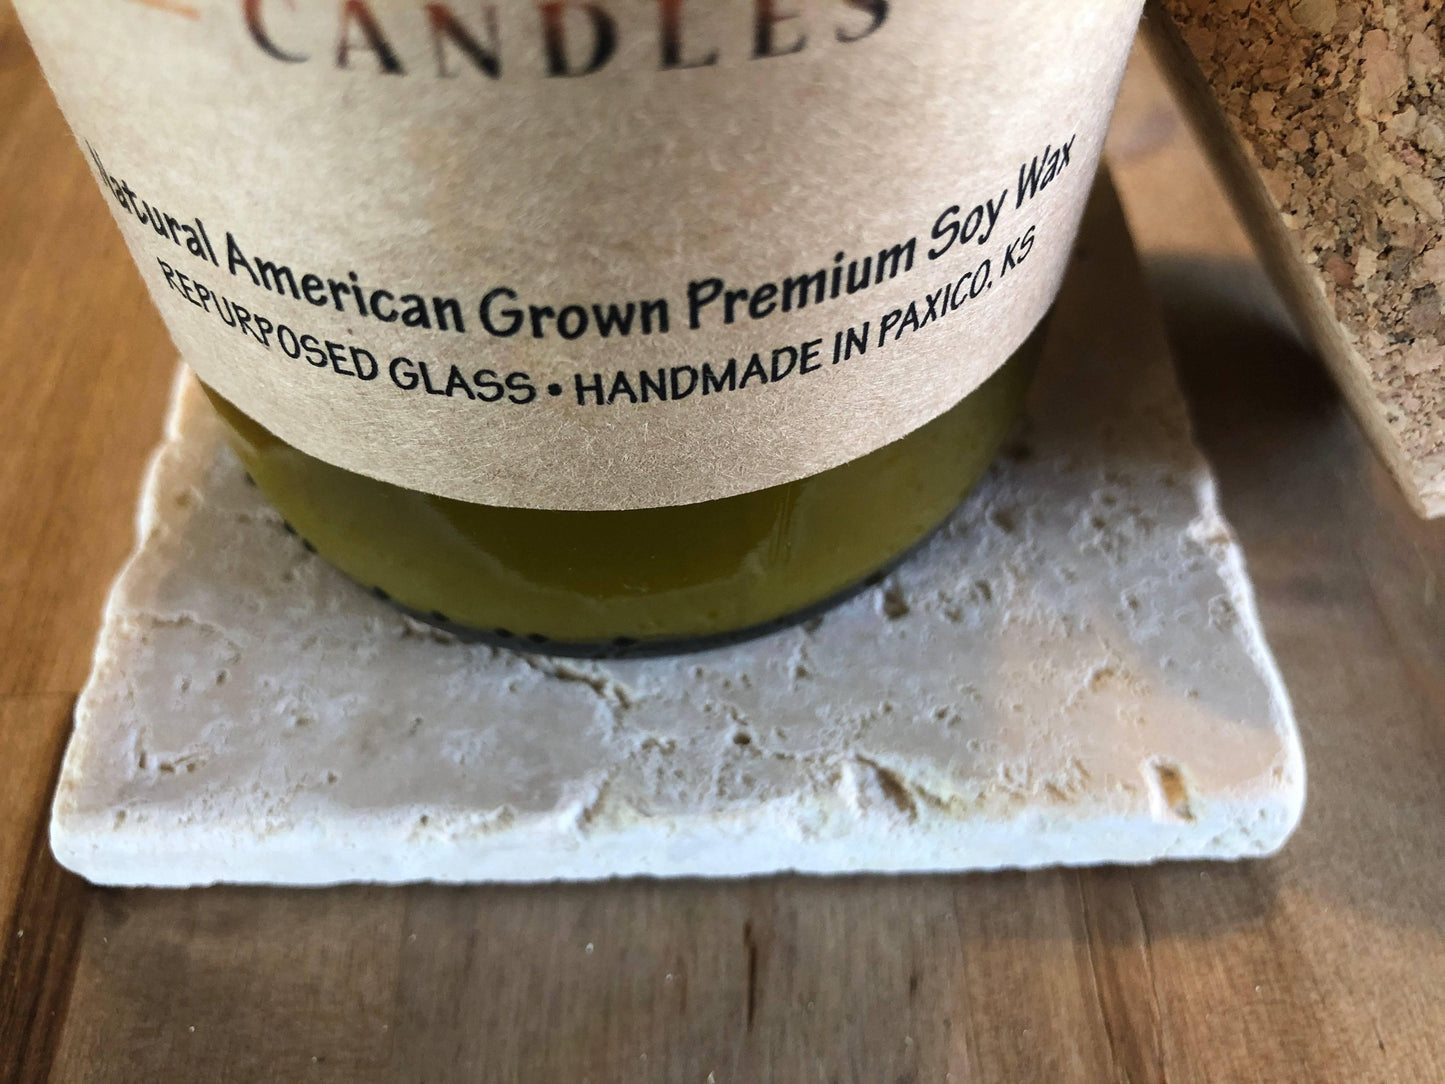 CANDLES
Natural American Grown Premium Soy Wax
REPURPOSED GLASS • HANDMADE IN PAXICO, KS